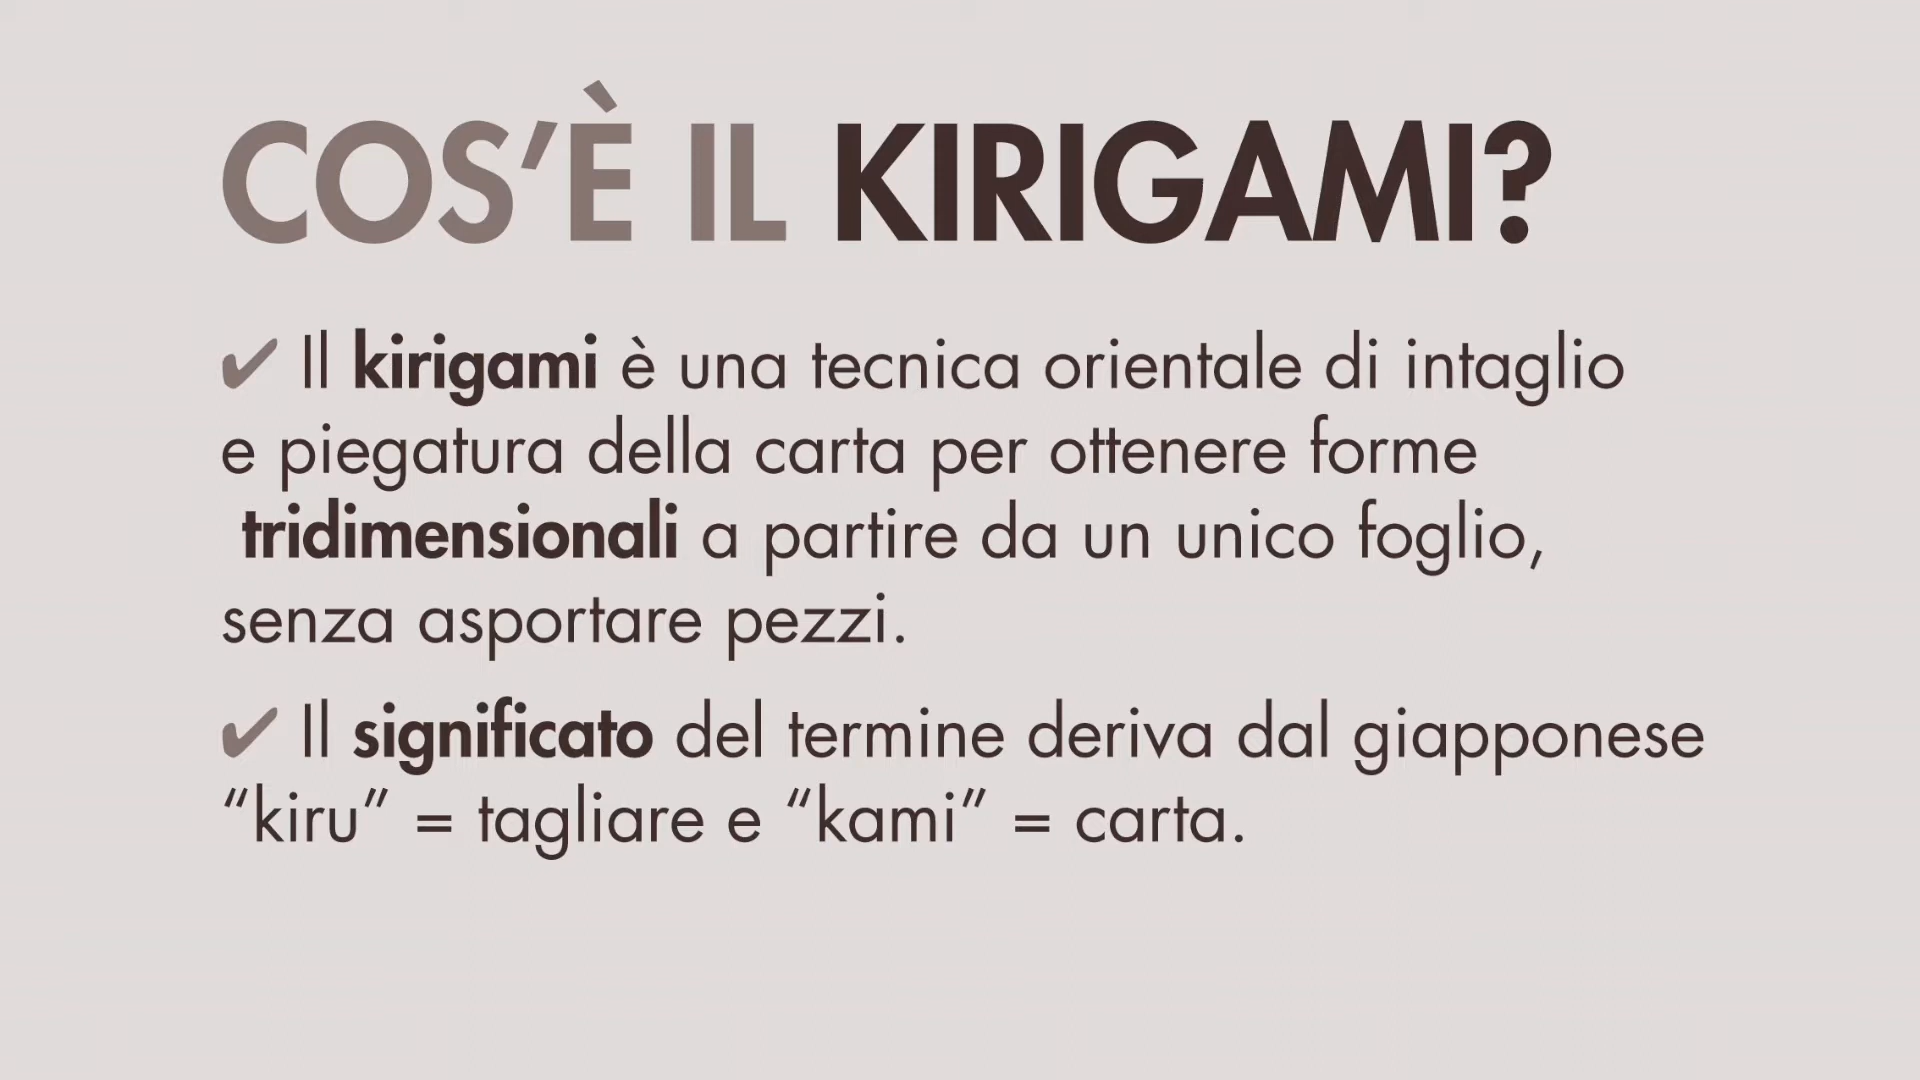 COS’È IL KIRIGAMI?
✔ Il kirigami è una tecnica orientale di intaglio
e piegatura della carta per ottenere forme
tridimensionali a partire da un unico foglio,
senza asportare pezzi.
✔ Il significato del termine deriva dal giapponese
“kiru” = tagliare e “kami” = carta.